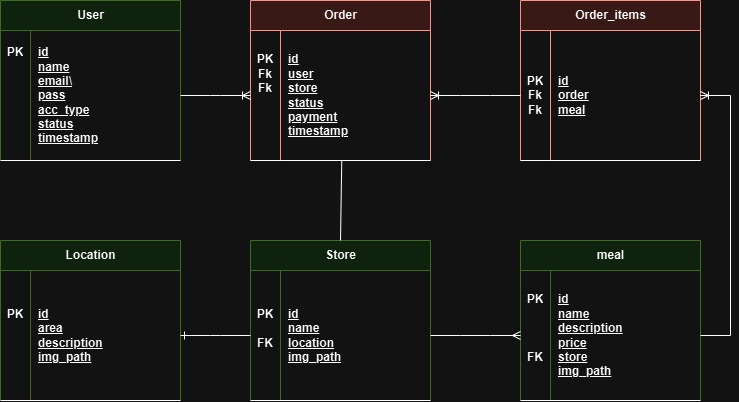 User
PK id
name
email\
pass
acc_type
status
timestamp
Order
PK id
Fk user
Fk store
status
payment
timestamp
Order_items
PK id
Fk order
Fk meal
Location
PK id
area
description
img_path
Store
PK id
name
FK location
img_path
meal
PK id
name
description
price
FK store
img_path